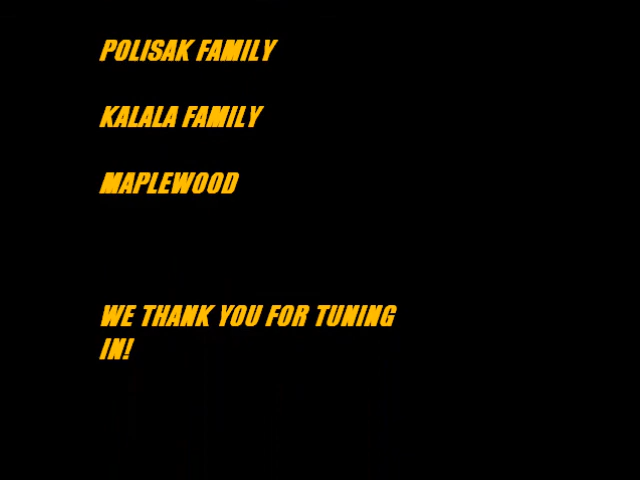 POLISAK FAMILY
KALALA FAMILY
MAPLEWOOD
WE THANK YOU FOR TUNING
IN!